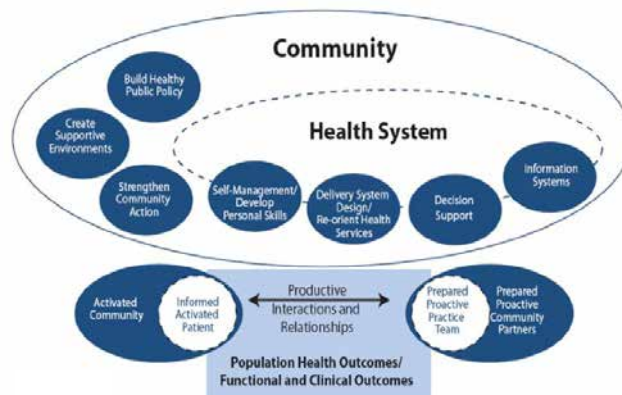 Community
Build Healthy
Public Policy
Create
Supportive
Environments
Strengthen
Community
Action
Health System
Self-Management/
Develop
Personal Skills
Delivery System
Design/
Re-orient Health
Services
Decision
Support
Information
Systems
Activated
Community
Informed
Activated
Patient
Productive
Interactions and
Relationships
Prepared
Proactive
Practice
Team
Prepared
Proactive
Community
Partners
Population Health Outcomes/
Functional and Clinical Outcomes